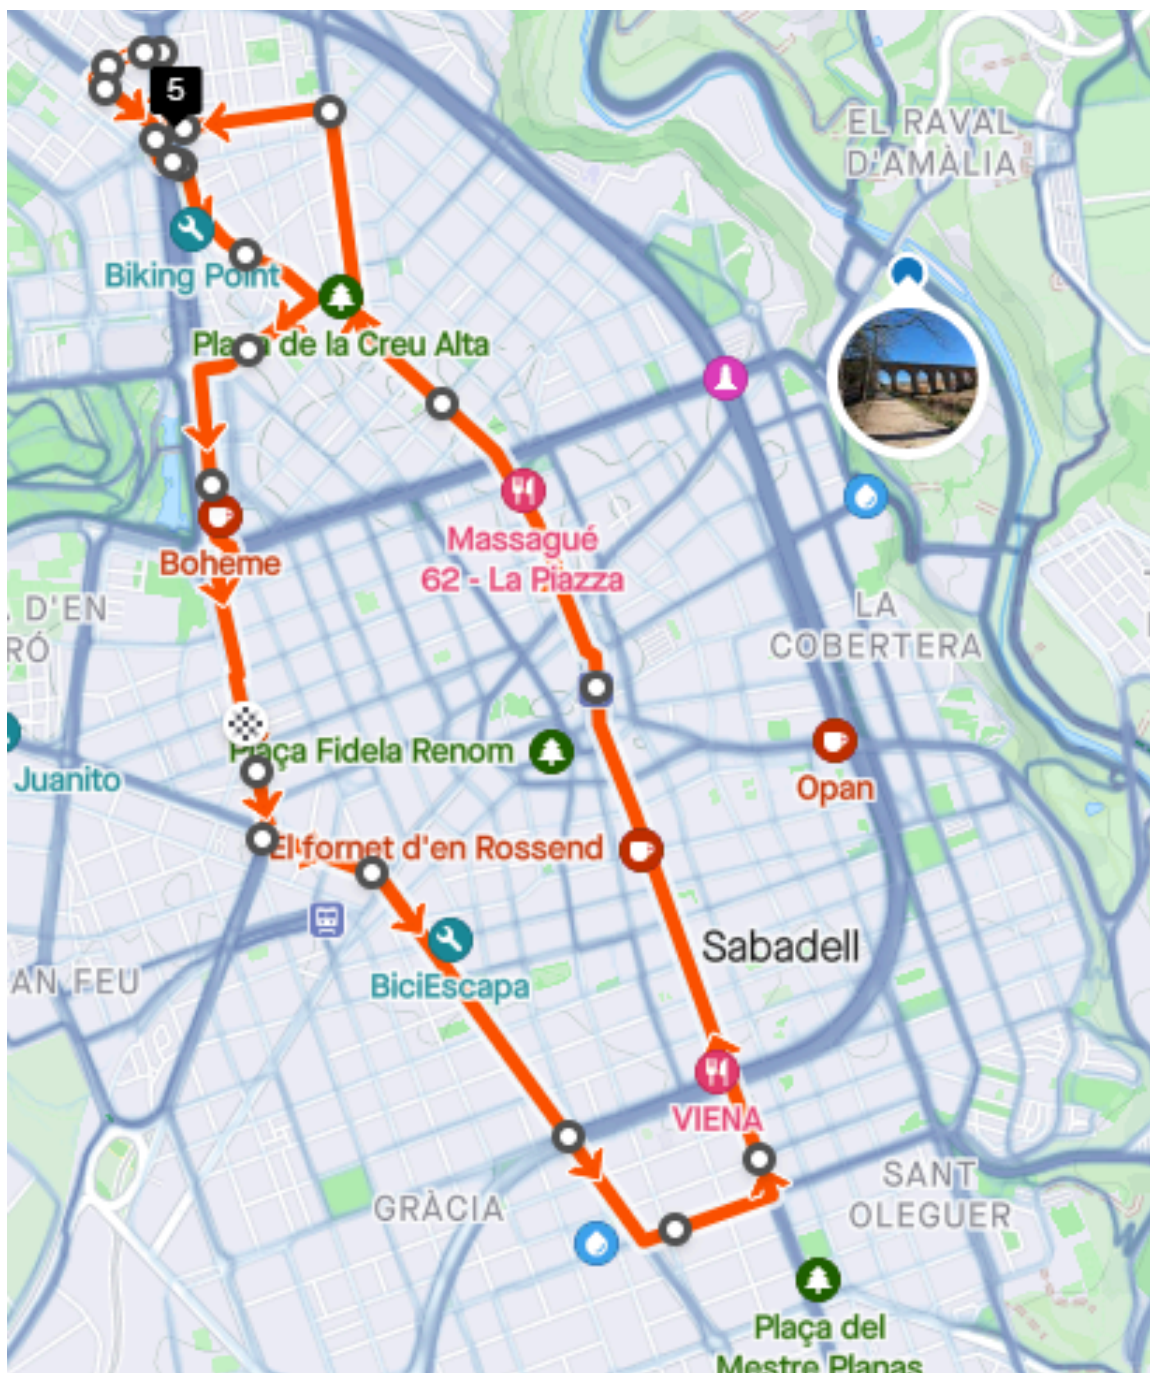 5
EL RAVAL
D'AMÀLIA
Biking Point
Plaça de la Creu Alta
Massagué
62 - La Piazza
Boheme
D'EN
RÓ
LA
COBERTERA
Plaça Fidela Renom
Juanito
Opan
El fornet d'en Rossend
Sabadell
AN FEU
BiciEscapa
VIENA
GRÀCIA
SANT
OLEGUER
Plaça del
Mestre Planas